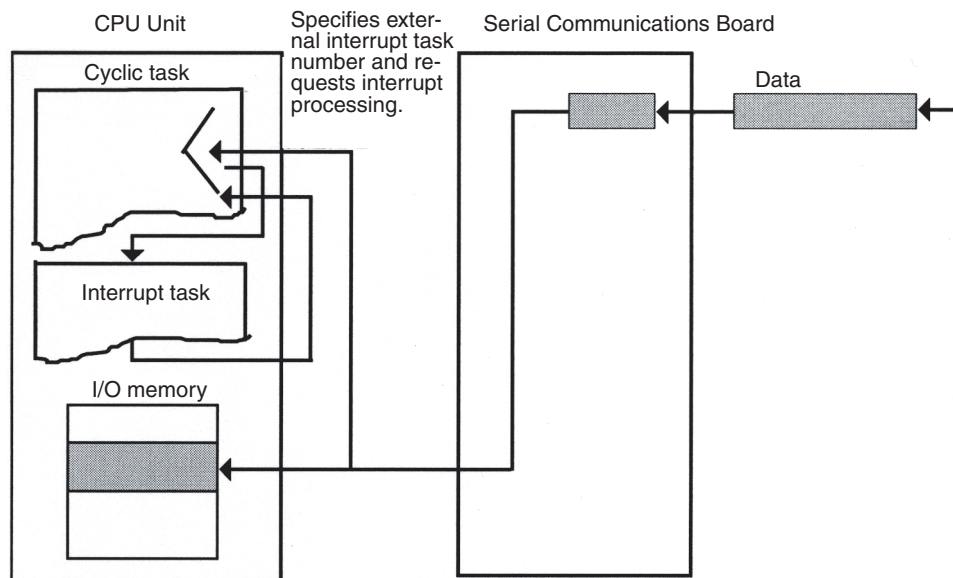 CPU Unit
Specifies exter-
nal interrupt task
number and re-
quests interrupt
processing.
Serial Communications Board
Cyclic task
Data
Interrupt task
I/O memory